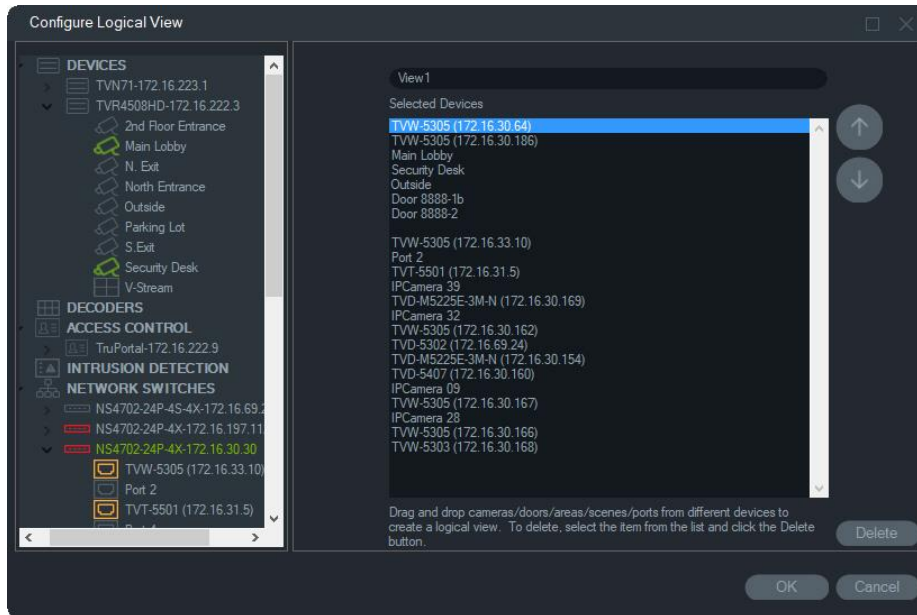 Configure Logical View
DEVICES
TVN71-172.16.223.1
TVR4508HD-172.16.222.3
2nd Floor Entrance
Main Lobby
N. Exit
North Entrance
Outside
Parking Lot
S.Exit
Security Desk
V-Stream
DECODERS
ACCESS CONTROL
TruPortal-172.16.222.9
INTRUSION DETECTION
NETWORK SWITCHES
NS4702-24P-4S-4X-172.16.69.2
NS4702-24P-4X-172.16.197.11
NS4702-24P-4X-172.16.30.30
TVW-5305 (172.16.33.10)
Port 2
TVT-5501 (172.16.31.5)
View1
Selected Devices
TVW-5305 (172.16.30.64)
TVW-5305 (172.16.30.186)
Main Lobby
Security Desk
Outside
Door 8888-1b
Door 8888-2
TVW-5305 (172.16.33.10)
Port 2
TVT-5501 (172.16.31.5)
IPCamera 39
TVD-M5225E-3M-N (172.16.30.169)
IPCamera 32
TVW-5305 (172.16.30.162)
TVD-5302 (172.16.69.24)
TVD-M5225E-3M-N (172.16.30.154)
TVD-5407 (172.16.30.160)
IPCamera 09
TVW-5305 (172.16.30.167)
IPCamera 28
TVW-5305 (172.16.30.166)
TVW-5303 (172.16.30.168)
Drag and drop cameras/doors/areas/scenes/ports from different devices to
create a logical view. To delete, select the item from the list and click the Delete
button.
Delete
OK
Cancel